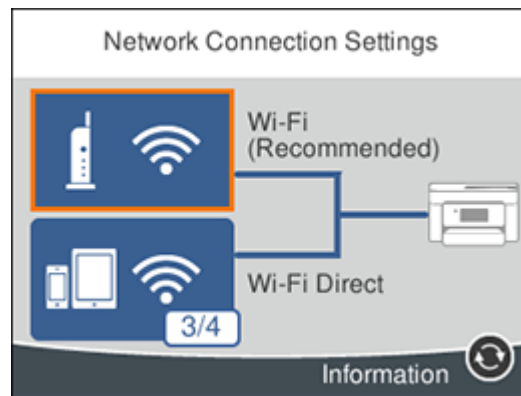 Network Connection Settings
Wi-Fi
(Recommended)
Wi-Fi Direct
3/4
Information